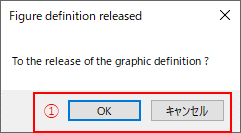 Figure definition released
To the release of the graphic definition ?
① OK キャンセル